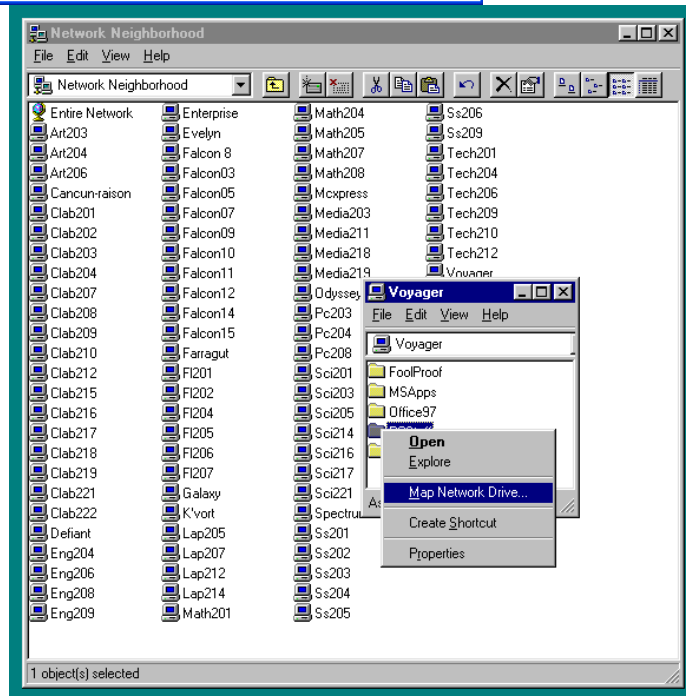 Network Neighborhood
File Edit View Help
Network Neighborhood
Entire Network
Art203
Art204
Art206
Cancun-raison
Clab201
Clab202
Clab203
Clab204
Clab207
Clab208
Clab209
Clab210
Clab212
Clab215
Clab216
Clab217
Clab218
Clab219
Clab221
Clab222
Defiant
Eng204
Eng206
Eng208
Eng209
Enterprise
Evelyn
Falcon 8
Falcon03
Falcon05
Falcon07
Falcon09
Falcon10
Falcon11
Falcon12
Falcon14
Falcon15
Farragut
Fl201
Fl202
Fl204
Fl205
Fl206
Fl207
Galaxy
K'vort
Lap205
Lap207
Lap212
Lap214
Math201
Math204
Math205
Math207
Math208
Mcxpress
Media203
Media211
Media218
Media219
Odyssey
Pc203
Pc204
Pc208
Sci201
Sci203
Sci205
Sci214
Sci216
Sci217
Sci221
Spectru
Ss201
Ss202
Ss203
Ss204
Ss205
Ss206
Ss209
Tech201
Tech204
Tech206
Tech209
Tech210
Tech212
Voyager
Voyager
File Edit View Help
Voyager
FoolProof
MSApps
Office97
Open
Explore
Map Network Drive...
Create Shortcut
Properties
1 object(s) selected